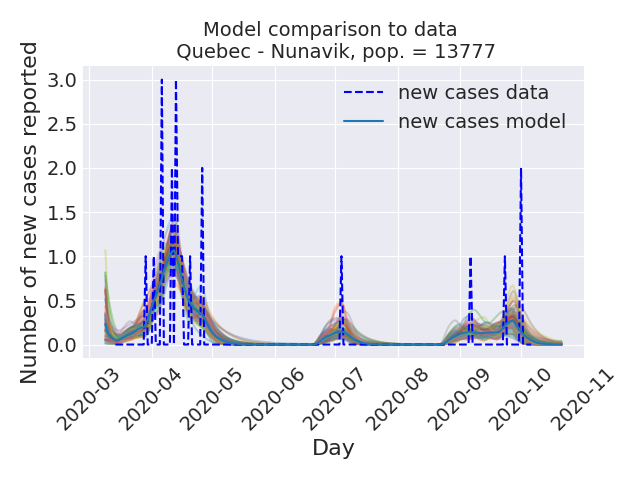 Model comparison to data
Quebec - Nunavik, pop. = 13777
Number of new cases reported
3.0
2.5
2.0
1.5
1.0
0.5
0.0
new cases data
new cases model
2020-03
2020-04
2020-05
2020-06
2020-07
2020-08
2020-09
2020-10
2020-11
Day